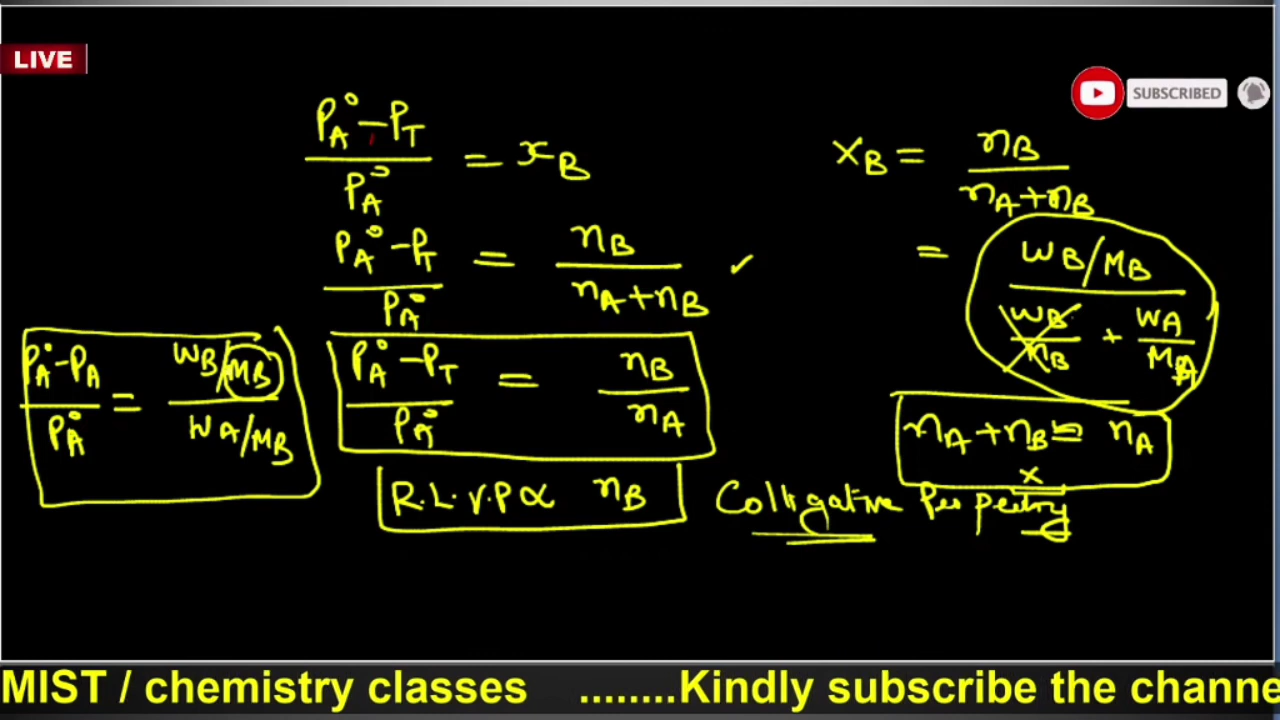 LIVE
SUBSCRIBED
P°A – PT / P°A = xB
XB = nB / nA + nB
P°A – PT / P°A = nB / nA + nB ✓
= WB/MB / WB/MB + WA/MA
P°A – PA / P°A = WB/MB / WA/MB
P°A – PT / P°A = nB / nA
nA + nB ≃ nA
x
R.L.V.P ∝ nB
Colligative
MIST / chemistry classes ........Kindly subscribe the channe